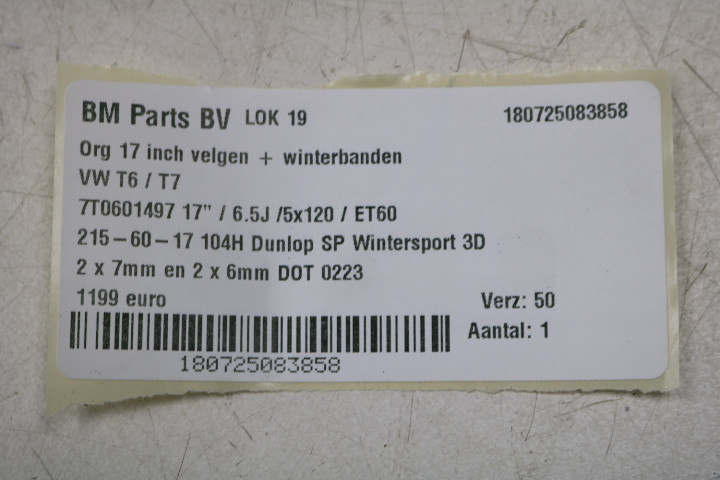 BM Parts BV LOK 19 180725083858
Org 17 inch velgen + winterbanden
VW T6 / T7
7T0601497 17" / 6.5J /5x120 / ET60
215-60-17 104H Dunlop SP Wintersport 3D
2 x 7mm en 2 x 6mm DOT 0223
1199 euro Verz: 50
Aantal: 1
180725083858